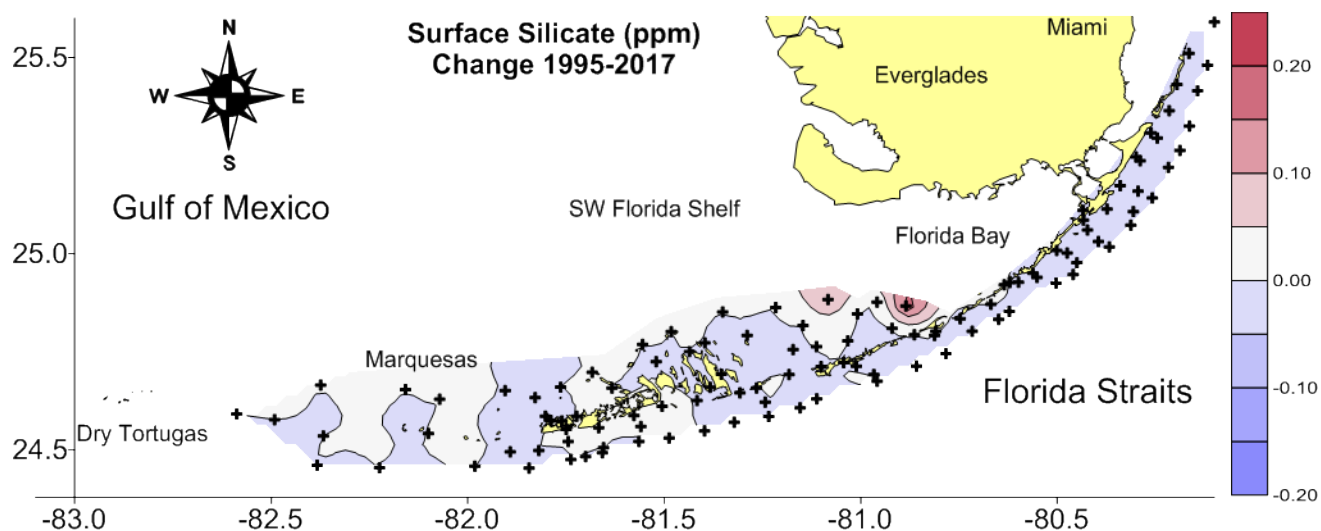 Surface Silicate (ppm)
Change 1995-2017
N
W E
S
Miami
Everglades
Gulf of Mexico
SW Florida Shelf
Florida Bay
Marquesas
Florida Straits
Dry Tortugas
25.5
25.0
24.5
-83.0 -82.5 -82.0 -81.5 -81.0 -80.5
0.20
0.10
0.00
-0.10
-0.20